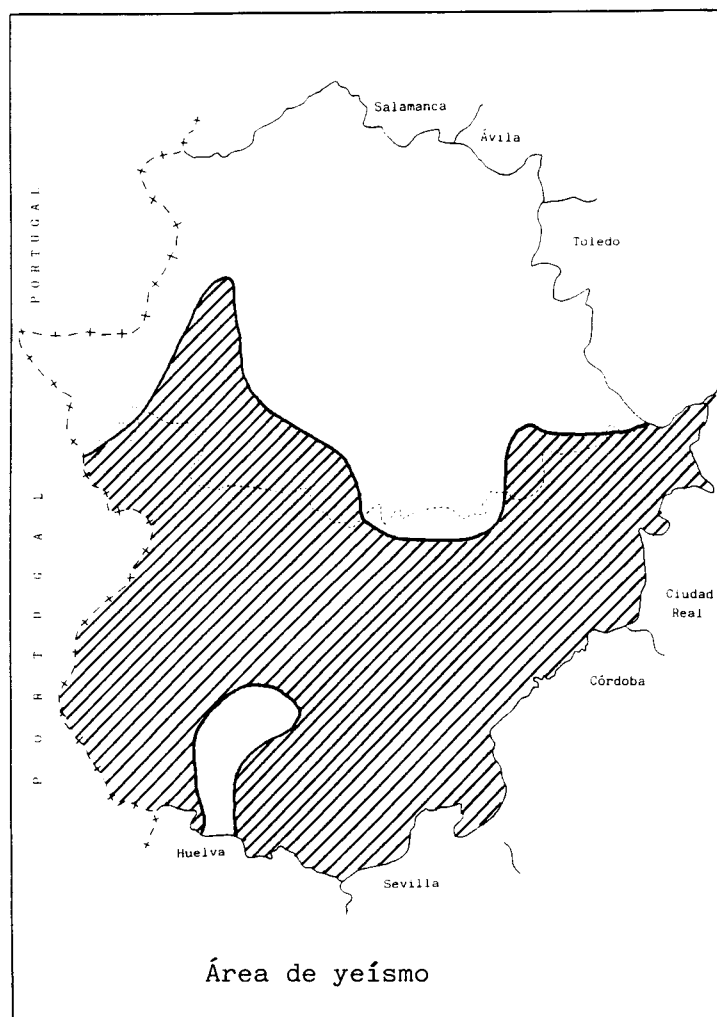 Salamanca
Ávila
PORTUGAL
Toledo
PORTUGAL
Ciudad
Real
Córdoba
Huelva
Sevilla
Área de yeísmo